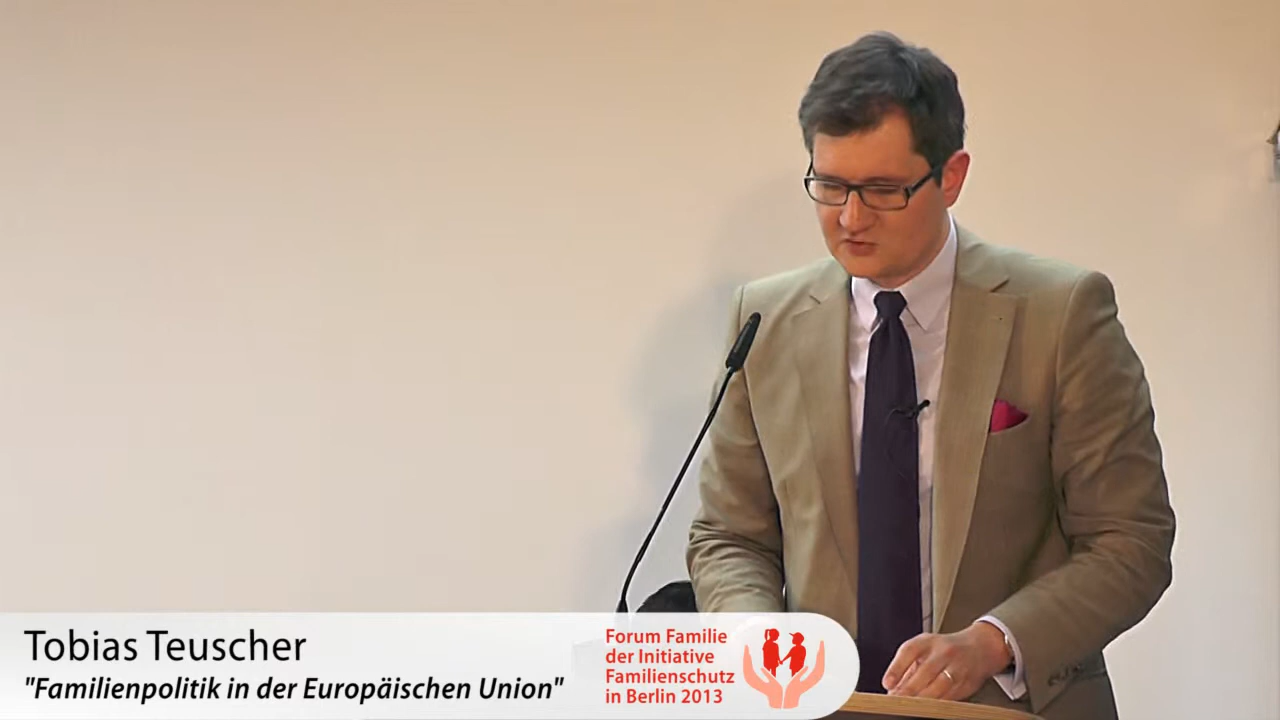 Tobias Teuscher
"Familienpolitik in der Europäischen Union"
Forum Familie
der Initiative
Familienschutz
in Berlin 2013